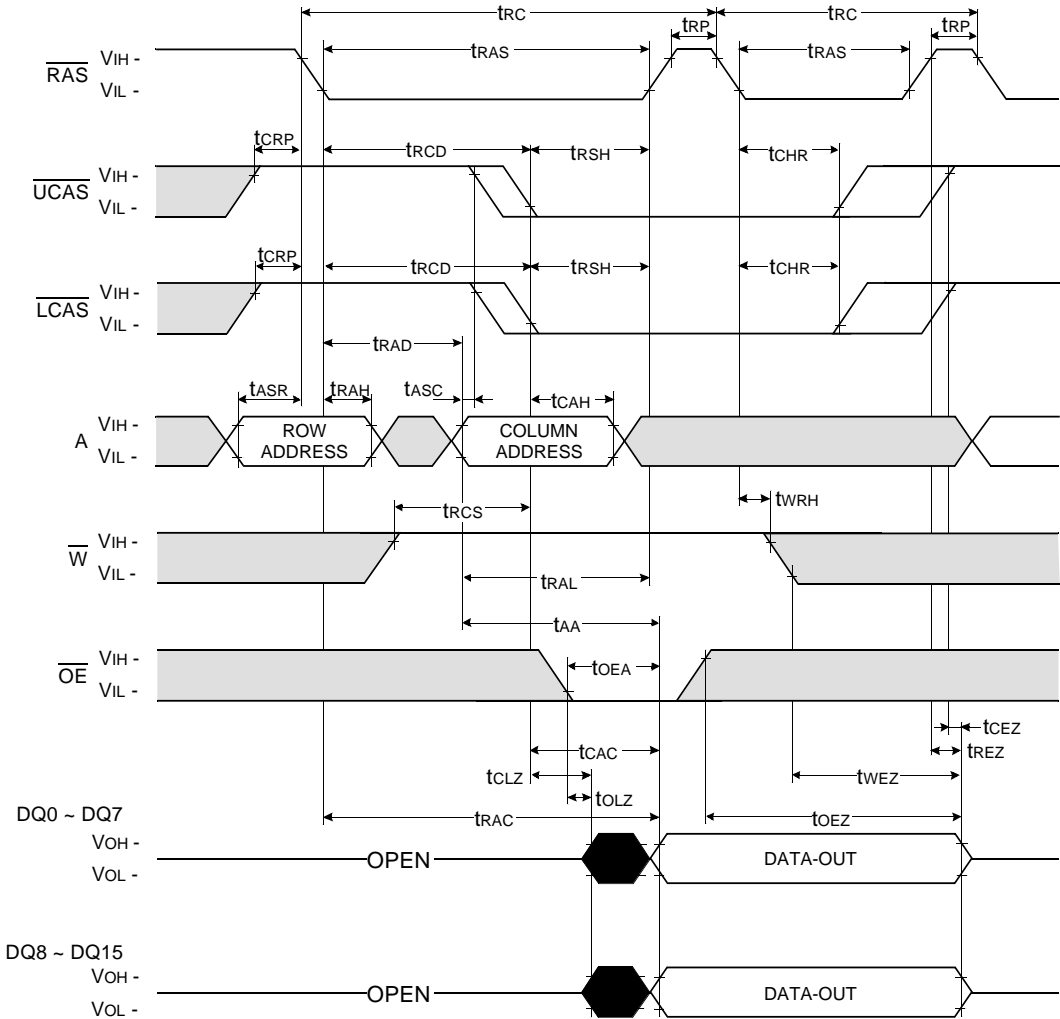 tRC tRC
tRP tRP
tRAS tRAS
RAS VIH -
VIL -
tCRP tRCD tRSH tCHR
UCAS VIH -
VIL -
tCRP tRCD tRSH tCHR
LCAS VIH -
VIL -
tRAD
tASR tRAH tASC tCAH
A VIH -
VIL -
ROW
ADDRESS
COLUMN
ADDRESS
tRCS tWRH
W VIH -
VIL -
tRAL
tAA
OE VIH -
VIL -
tOEA
tCEZ
tCAC tREZ
tCLZ tWEZ
tOLZ
tRAC tOEZ
DQ0 ~ DQ7
VOH -
VOL -
OPEN DATA-OUT
DQ8 ~ DQ15
VOH -
VOL -
OPEN DATA-OUT